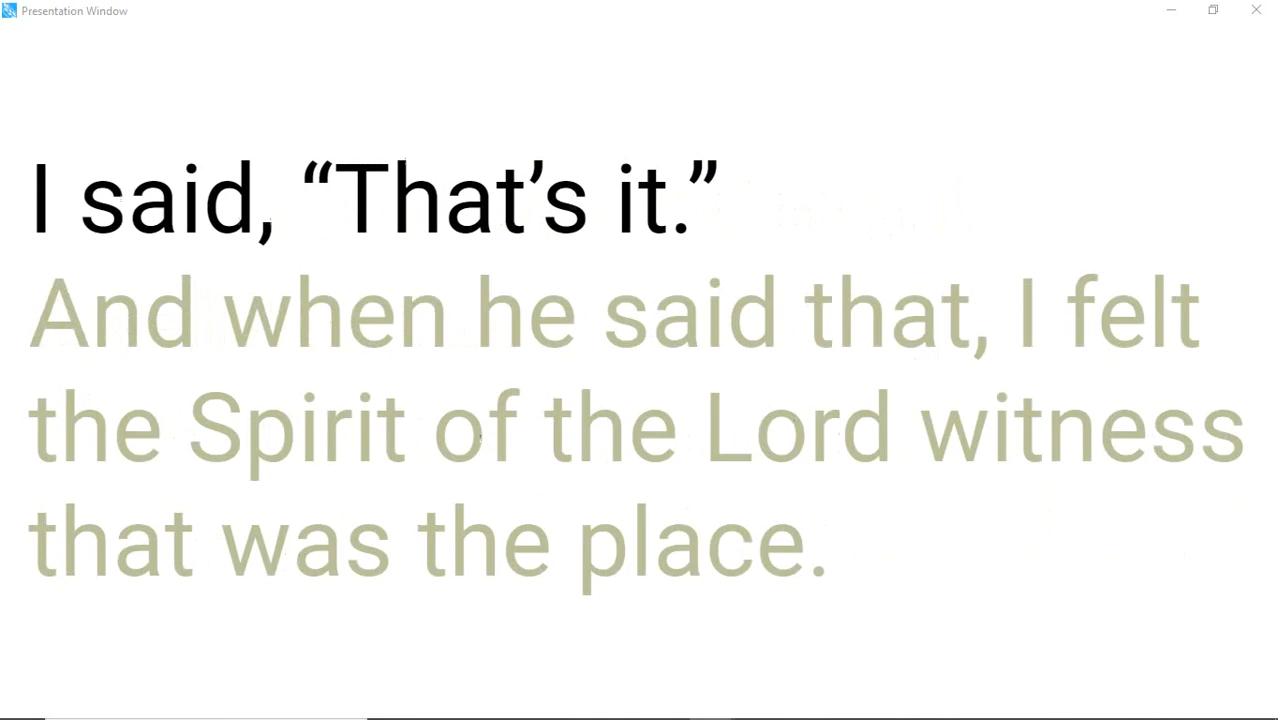 Presentation Window
I said, “That’s it.”
And when he said that, I felt
the Spirit of the Lord witness
that was the place.